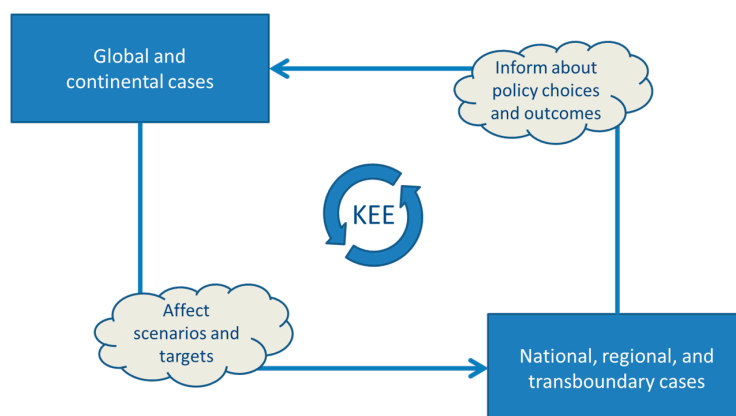 Global and
continental cases
Inform about
policy choices
and outcomes
KEE
Affect
scenarios and
targets
National, regional, and
transboundary cases